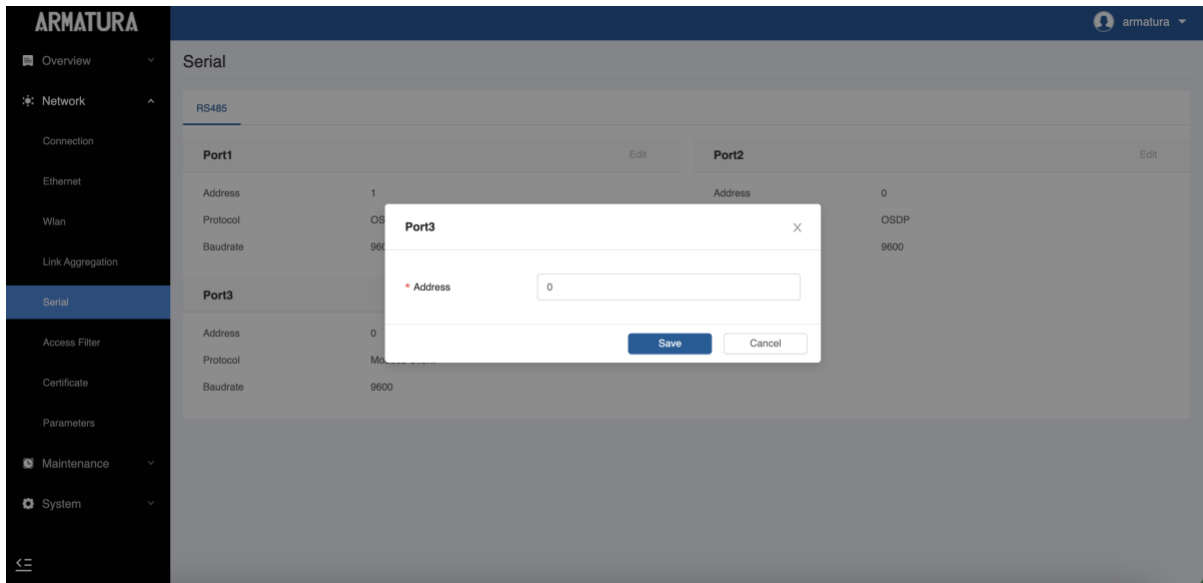 ARMATURA
armatura
Overview
Serial
Network
RS485
Connection
Port1 Edit
Port2 Edit
Ethernet
Address 1
Address 0
Wlan
Protocol
OSDP
Baudrate
9600
Port3
Link Aggregation
* Address 0
Serial
Port3
Access Filter
Address 0
Save Cancel
Protocol
Certificate
Baudrate 9600
Parameters
Maintenance
System